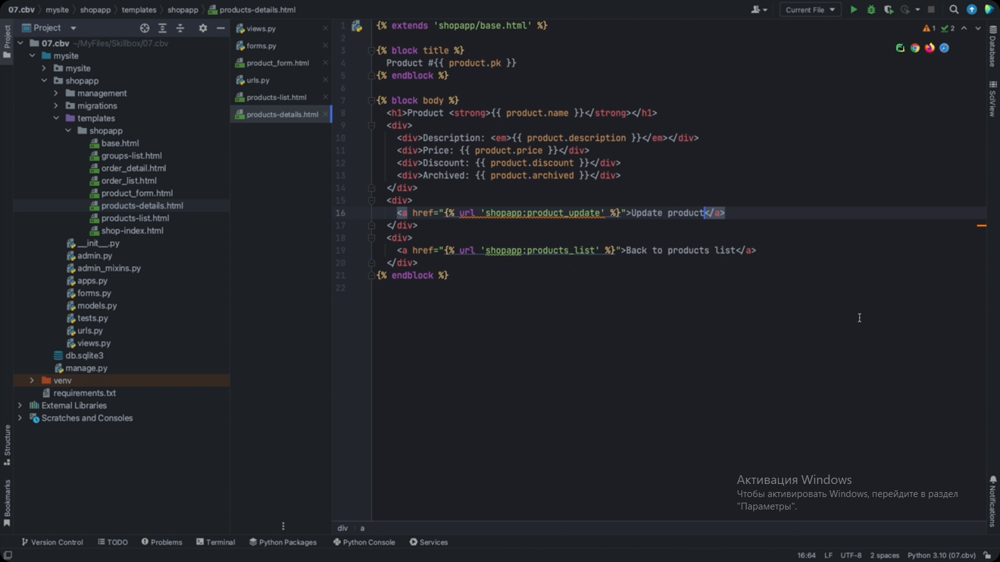 07.cbv mysite shopapp templates shopapp products-details.html
Current File
Project
views.py
forms.py
product_form.html
urls.py
products-list.html
products-details.html
Project
07.cbv ~/MyFiles/Skillbox/07.cbv
mysite
mysite
shopapp
management
migrations
templates
shopapp
base.html
groups-list.html
order_detail.html
order_list.html
product_form.html
products-details.html
products-list.html
shop-index.html
__init__.py
admin.py
admin_mixins.py
apps.py
forms.py
models.py
tests.py
urls.py
views.py
db.sqlite3
manage.py
venv
requirements.txt
External Libraries
Scratches and Consoles
Structure
Bookmarks
1 {% extends 'shopapp/base.html' %}
2
3 {% block title %}
4 Product #{{ product.pk }}
5 {% endblock %}
6
7 {% block body %}
8 <h1>Product <strong>{{ product.name }}</strong></h1>
9 <div>
10 <div>Description: <em>{{ product.description }}</em></div>
11 <div>Price: {{ product.price }}</div>
12 <div>Discount: {{ product.discount }}</div>
13 <div>Archived: {{ product.archived }}</div>
14 </div>
15 <div>
16 <a href="{% url 'shopapp:product_update' %}">Update product</a>
17 </div>
18 <div>
19 <a href="{% url 'shopapp:products_list' %}">Back to products list</a>
20 </div>
21 {% endblock %}
22
1 2
Database
SciView
Notifications
Активация Windows
Чтобы активировать Windows, перейдите в раздел
"Параметры".
div a
Version Control TODO Problems Terminal Python Packages Python Console Services
16:64 LF UTF-8 2 spaces Python 3.10 (07.cbv)